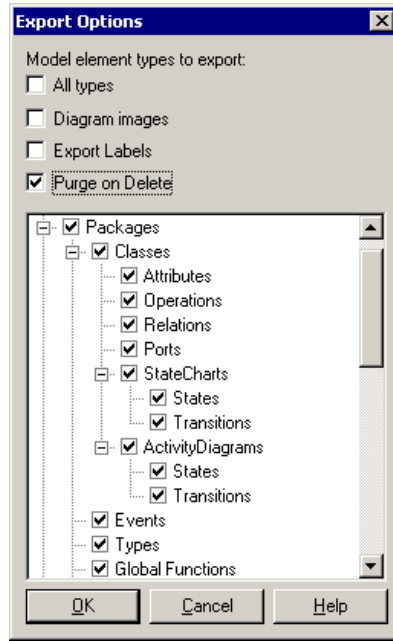 Export Options
Model element types to export:
All types
Diagram images
Export Labels
Purge on Delete
Packages
Classes
Attributes
Operations
Relations
Ports
StateCharts
States
Transitions
ActivityDiagrams
States
Transitions
Events
Types
Global Functions
OK Cancel Help